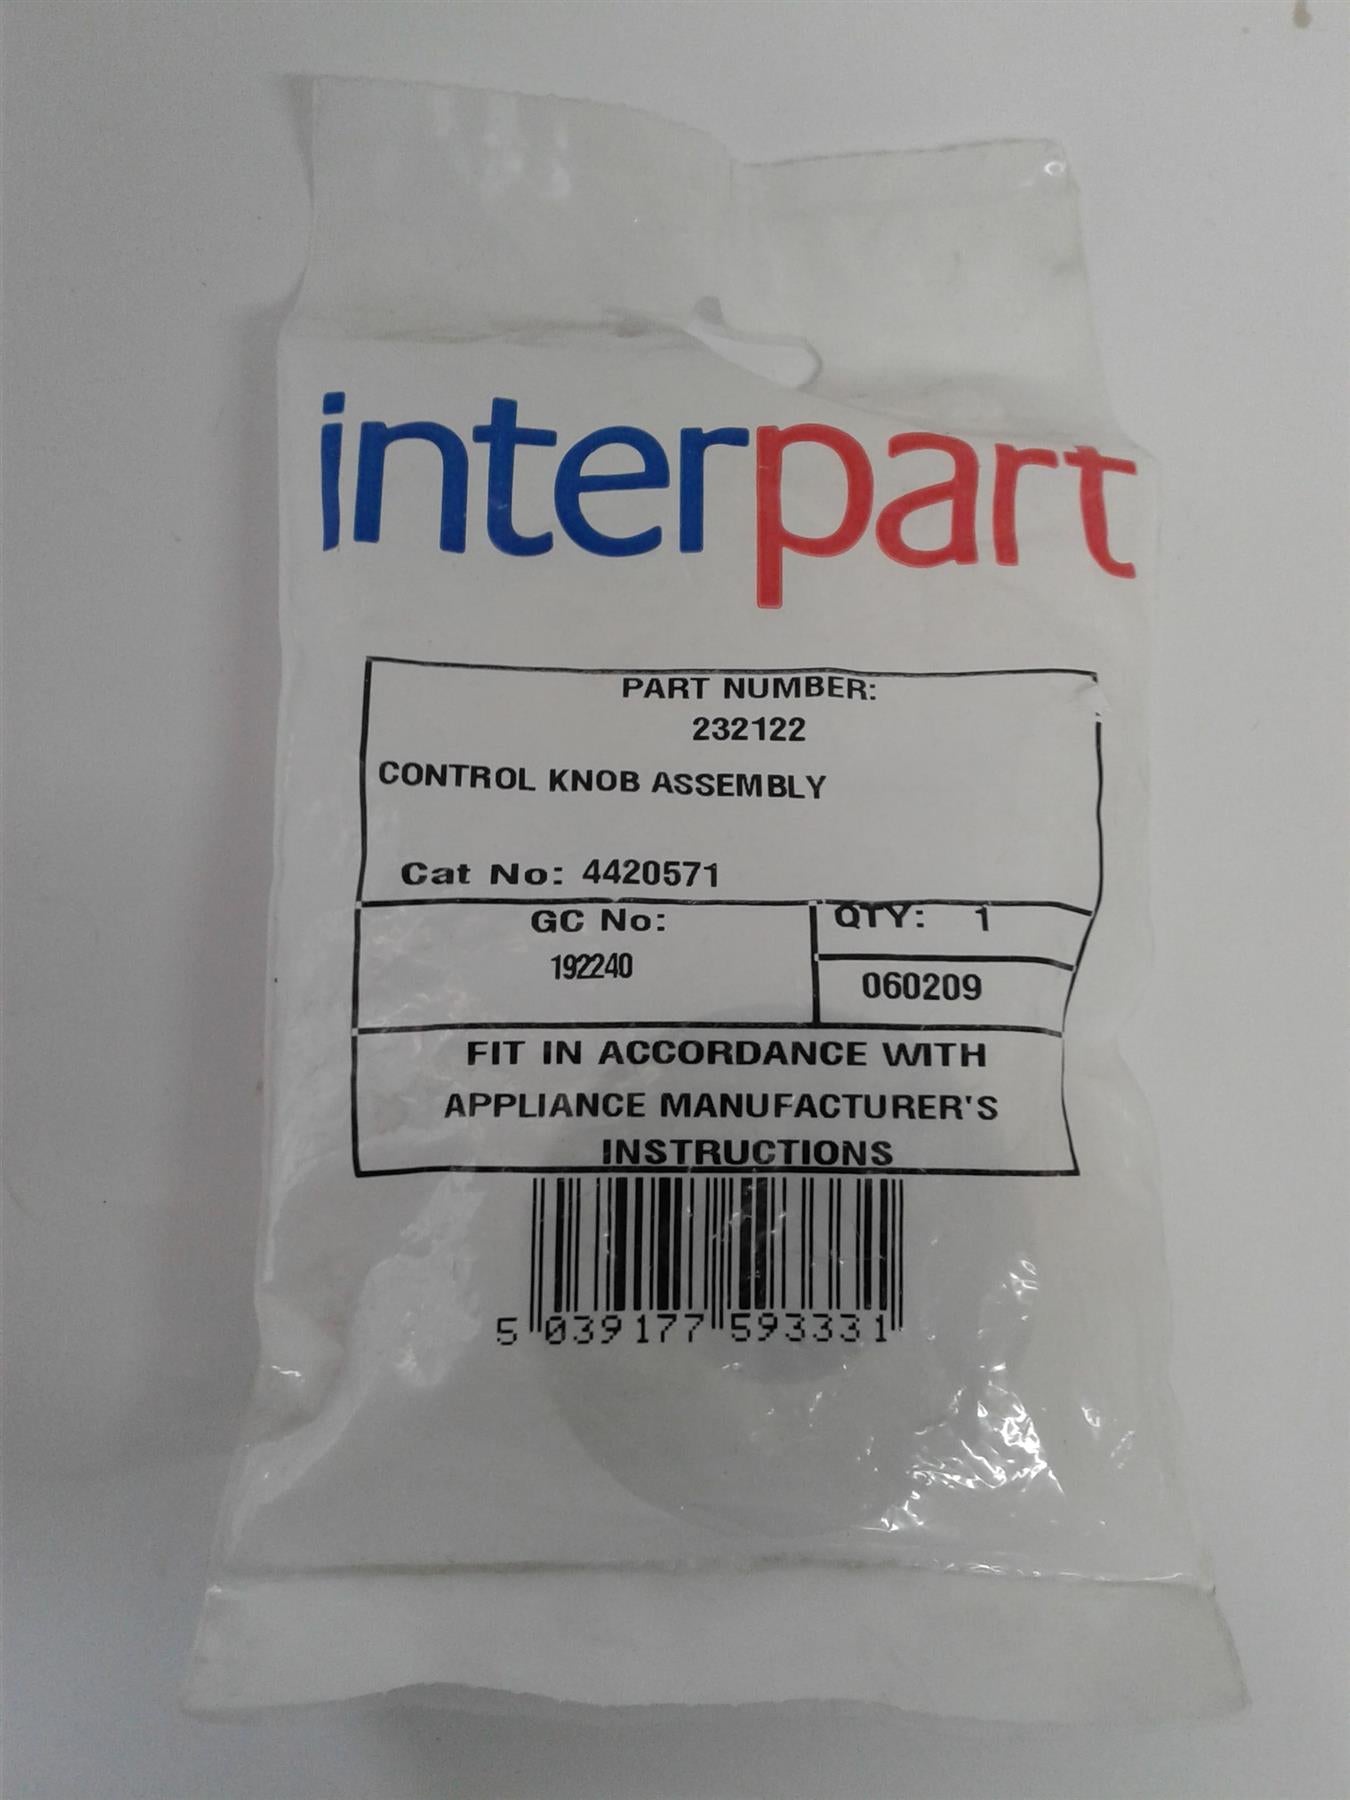 interpart
PART NUMBER:
232122
CONTROL KNOB ASSEMBLY
Cat No: 4420571
GC No:
192240
QTY: 1
060209
FIT IN ACCORDANCE WITH
APPLIANCE MANUFACTURER'S
INSTRUCTIONS
5 039177 593331